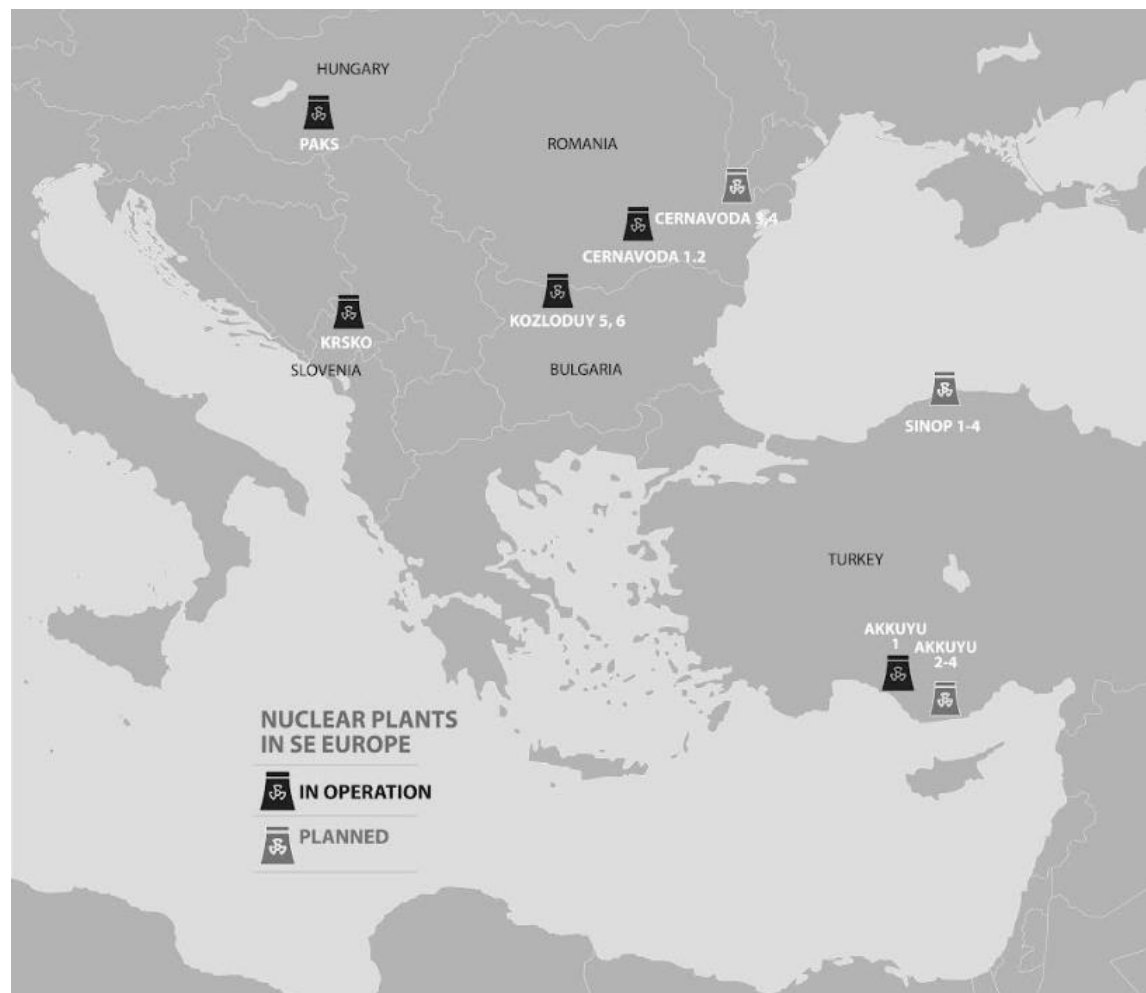 HUNGARY
PAKS
ROMANIA
CERNAVODA 3,4
CERNAVODA 1.2
KOZLODUY 5, 6
KRSKO
SLOVENIA
BULGARIA
SINOP 1-4
TURKEY
AKKUYU
1
AKKUYU
2-4
NUCLEAR PLANTS
IN SE EUROPE
IN OPERATION
PLANNED